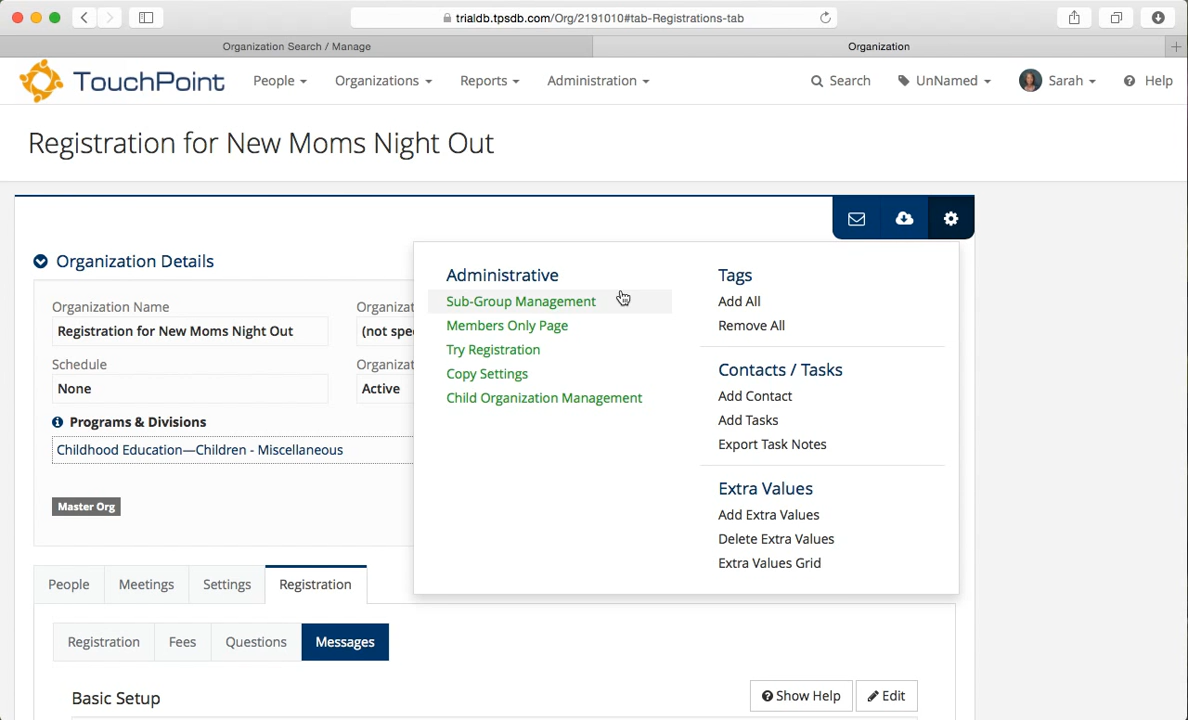 trialdb.tpsdb.com/Org/2191010#tab-Registrations-tab
Organization Search / Manage
Organization
TouchPoint
People
Organizations
Reports
Administration
Search
UnNamed
Sarah
Help
Registration for New Moms Night Out
Organization Details
Organization Name
Registration for New Moms Night Out
Organizat
(not spe
Schedule
None
Organizat
Active
Programs & Divisions
Childhood Education—Children - Miscellaneous
Master Org
Administrative
Sub-Group Management
Members Only Page
Try Registration
Copy Settings
Child Organization Management
Tags
Add All
Remove All
Contacts / Tasks
Add Contact
Add Tasks
Export Task Notes
Extra Values
Add Extra Values
Delete Extra Values
Extra Values Grid
People
Meetings
Settings
Registration
Registration
Fees
Questions
Messages
Basic Setup
Show Help
Edit